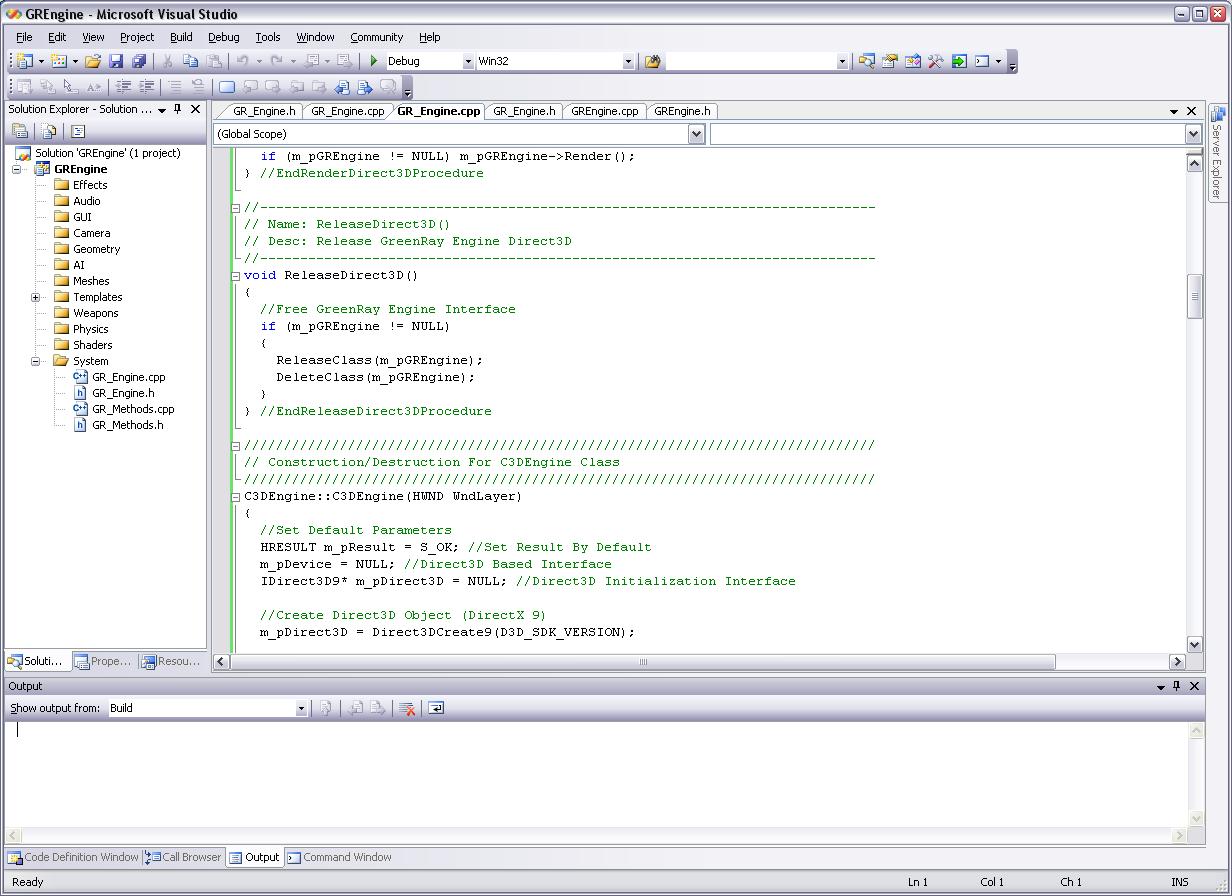 GREngine - Microsoft Visual Studio
File Edit View Project Build Debug Tools Window Community Help
Debug Win32
Solution Explorer - Solution ...
GR_Engine.h GR_Engine.cpp GR_Engine.cpp GR_Engine.h GREngine.cpp GREngine.h
(Global Scope)
Server Explorer
Solution 'GREngine' (1 project)
GREngine
Effects
Audio
GUI
Camera
Geometry
AI
Meshes
Templates
Weapons
Physics
Shaders
System
GR_Engine.cpp
GR_Engine.h
GR_Methods.cpp
GR_Methods.h
if (m_pGREngine != NULL) m_pGREngine->Render();
} //EndRenderDirect3DProcedure
//-----------------------------------------------------------------------------
// Name: ReleaseDirect3D()
// Desc: Release GreenRay Engine Direct3D
//-----------------------------------------------------------------------------
void ReleaseDirect3D()
{
//Free GreenRay Engine Interface
if (m_pGREngine != NULL)
{
ReleaseClass(m_pGREngine);
DeleteClass(m_pGREngine);
}
} //EndReleaseDirect3DProcedure
///////////////////////////////////////////////////////////////////////////////
// Construction/Destruction For C3DEngine Class
///////////////////////////////////////////////////////////////////////////////
C3DEngine::C3DEngine(HWND WndLayer)
{
//Set Default Parameters
HRESULT m_pResult = S_OK; //Set Result By Default
m_pDevice = NULL; //Direct3D Based Interface
IDirect3D9* m_pDirect3D = NULL; //Direct3D Initialization Interface
//Create Direct3D Object (DirectX 9)
m_pDirect3D = Direct3DCreate9(D3D_SDK_VERSION);
Soluti... Prope... Resou...
Output
Show output from: Build
Code Definition Window Call Browser Output Command Window
Ready Ln 1 Col 1 Ch 1 INS